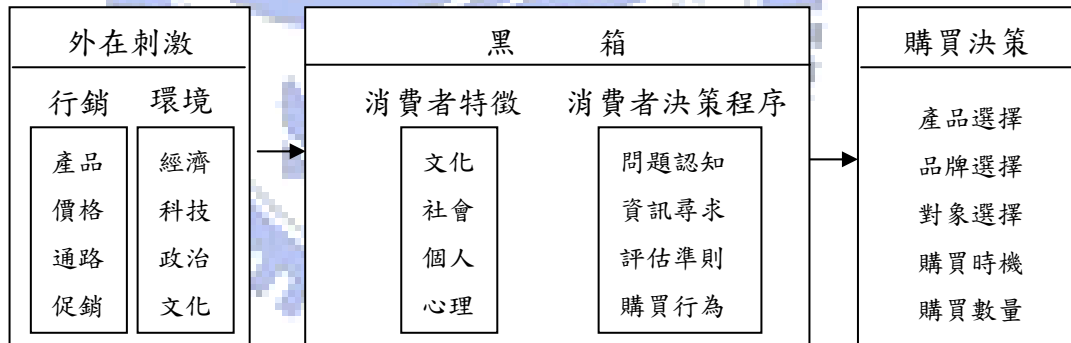 外在刺激
行銷 環境
產品 經濟
價格 科技
通路 政治
促銷 文化
黑 箱
消費者特徵 消費者決策程序
文化 問題認知
社會 資訊尋求
個人 評估準則
心理 購買行為
購買決策
產品選擇
品牌選擇
對象選擇
購買時機
購買數量